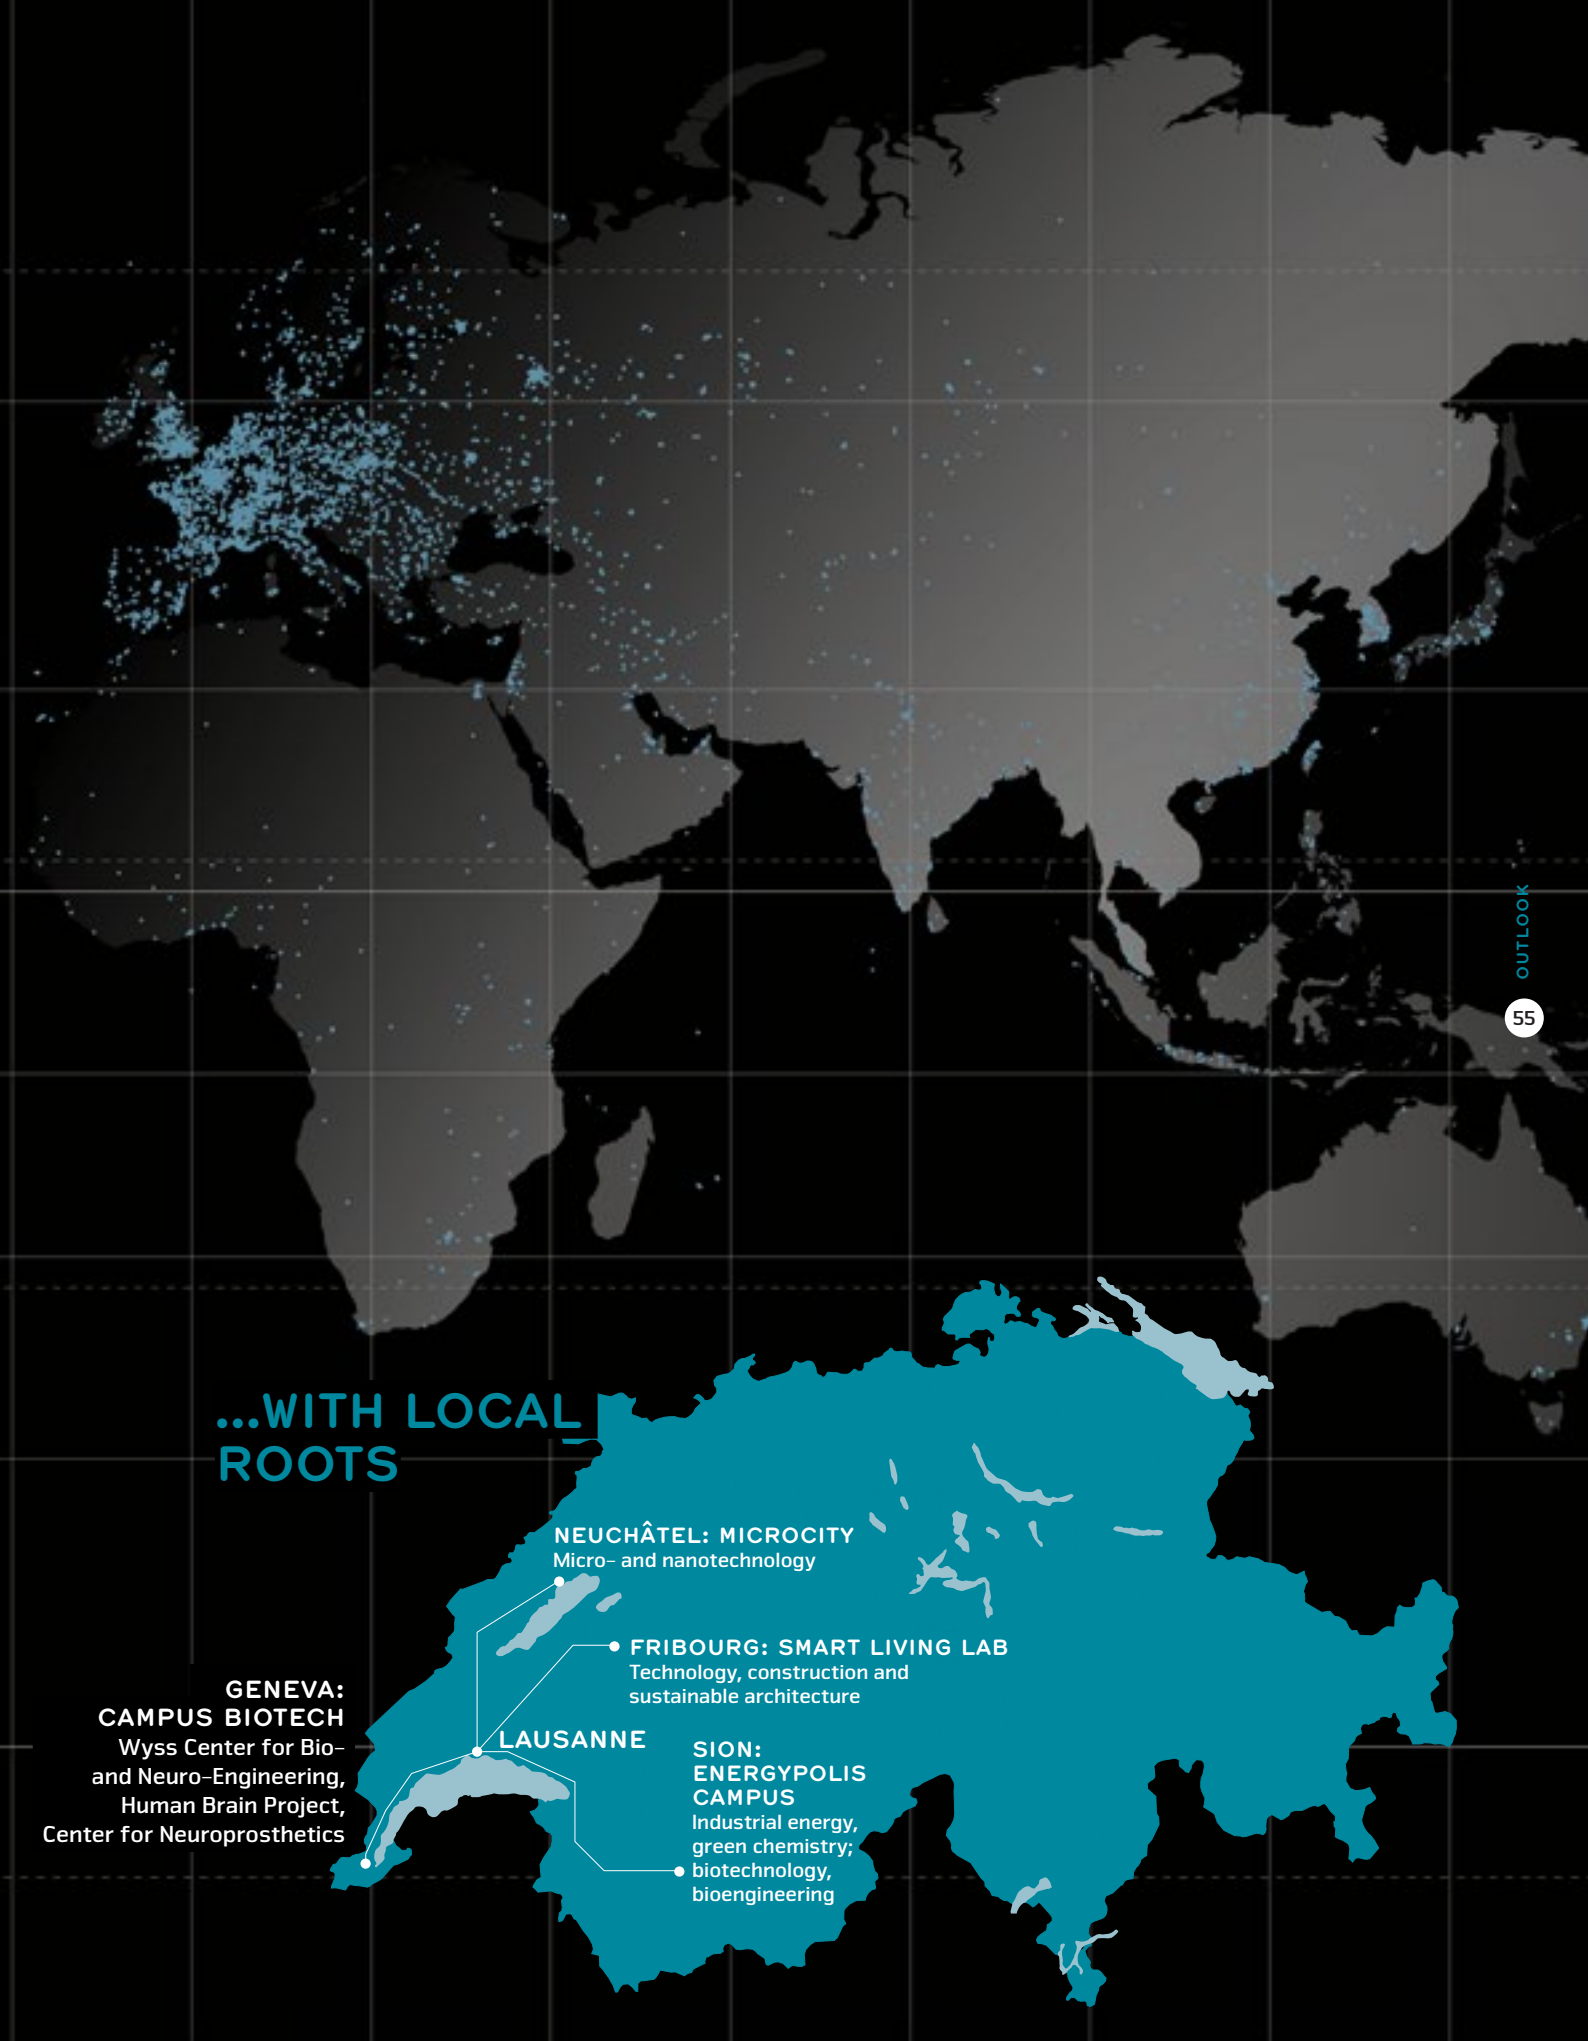 OUTLOOK
55
...WITH LOCAL
ROOTS
NEUCHÂTEL: MICROCITY
Micro- and nanotechnology
FRIBOURG: SMART LIVING LAB
Technology, construction and
sustainable architecture
GENEVA:
CAMPUS BIOTECH
Wyss Center for Bio-
and Neuro-Engineering,
Human Brain Project,
Center for Neuroprosthetics
LAUSANNE
SION:
ENERGYPOLIS
CAMPUS
Industrial energy,
green chemistry;
biotechnology,
bioengineering